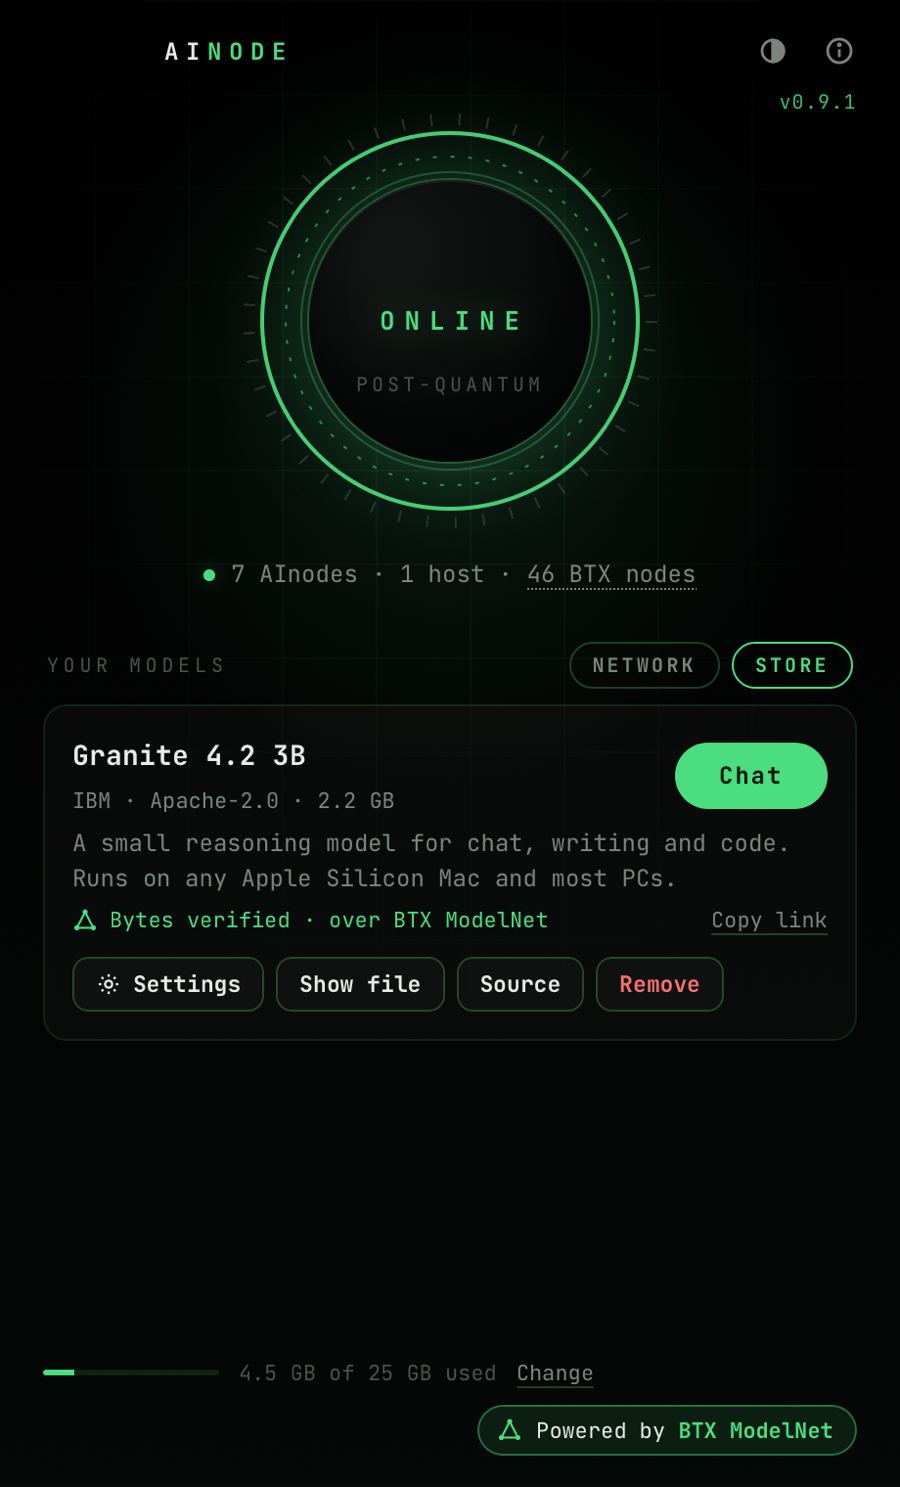 AINODE
v0.9.1
ONLINE
POST-QUANTUM
7 AInodes · 1 host · 46 BTX nodes
YOUR MODELS
NETWORK
STORE
Granite 4.2 3B
Chat
IBM · Apache-2.0 · 2.2 GB
A small reasoning model for chat, writing and code.
Runs on any Apple Silicon Mac and most PCs.
Bytes verified · over BTX ModelNet
Copy link
Settings
Show file
Source
Remove
4.5 GB of 25 GB used Change
Powered by BTX ModelNet